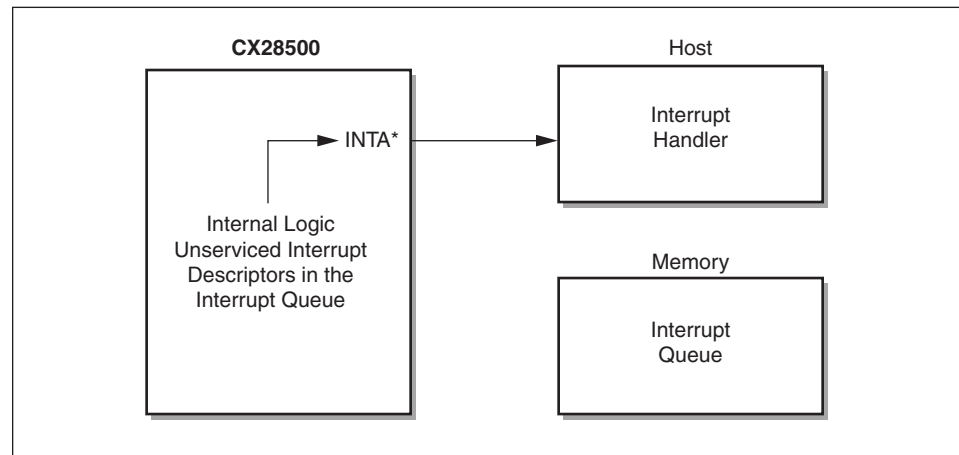 CX28500
INTA*
Internal Logic
Unserviced Interrupt
Descriptors in the
Interrupt Queue
Host
Interrupt
Handler
Memory
Interrupt
Queue